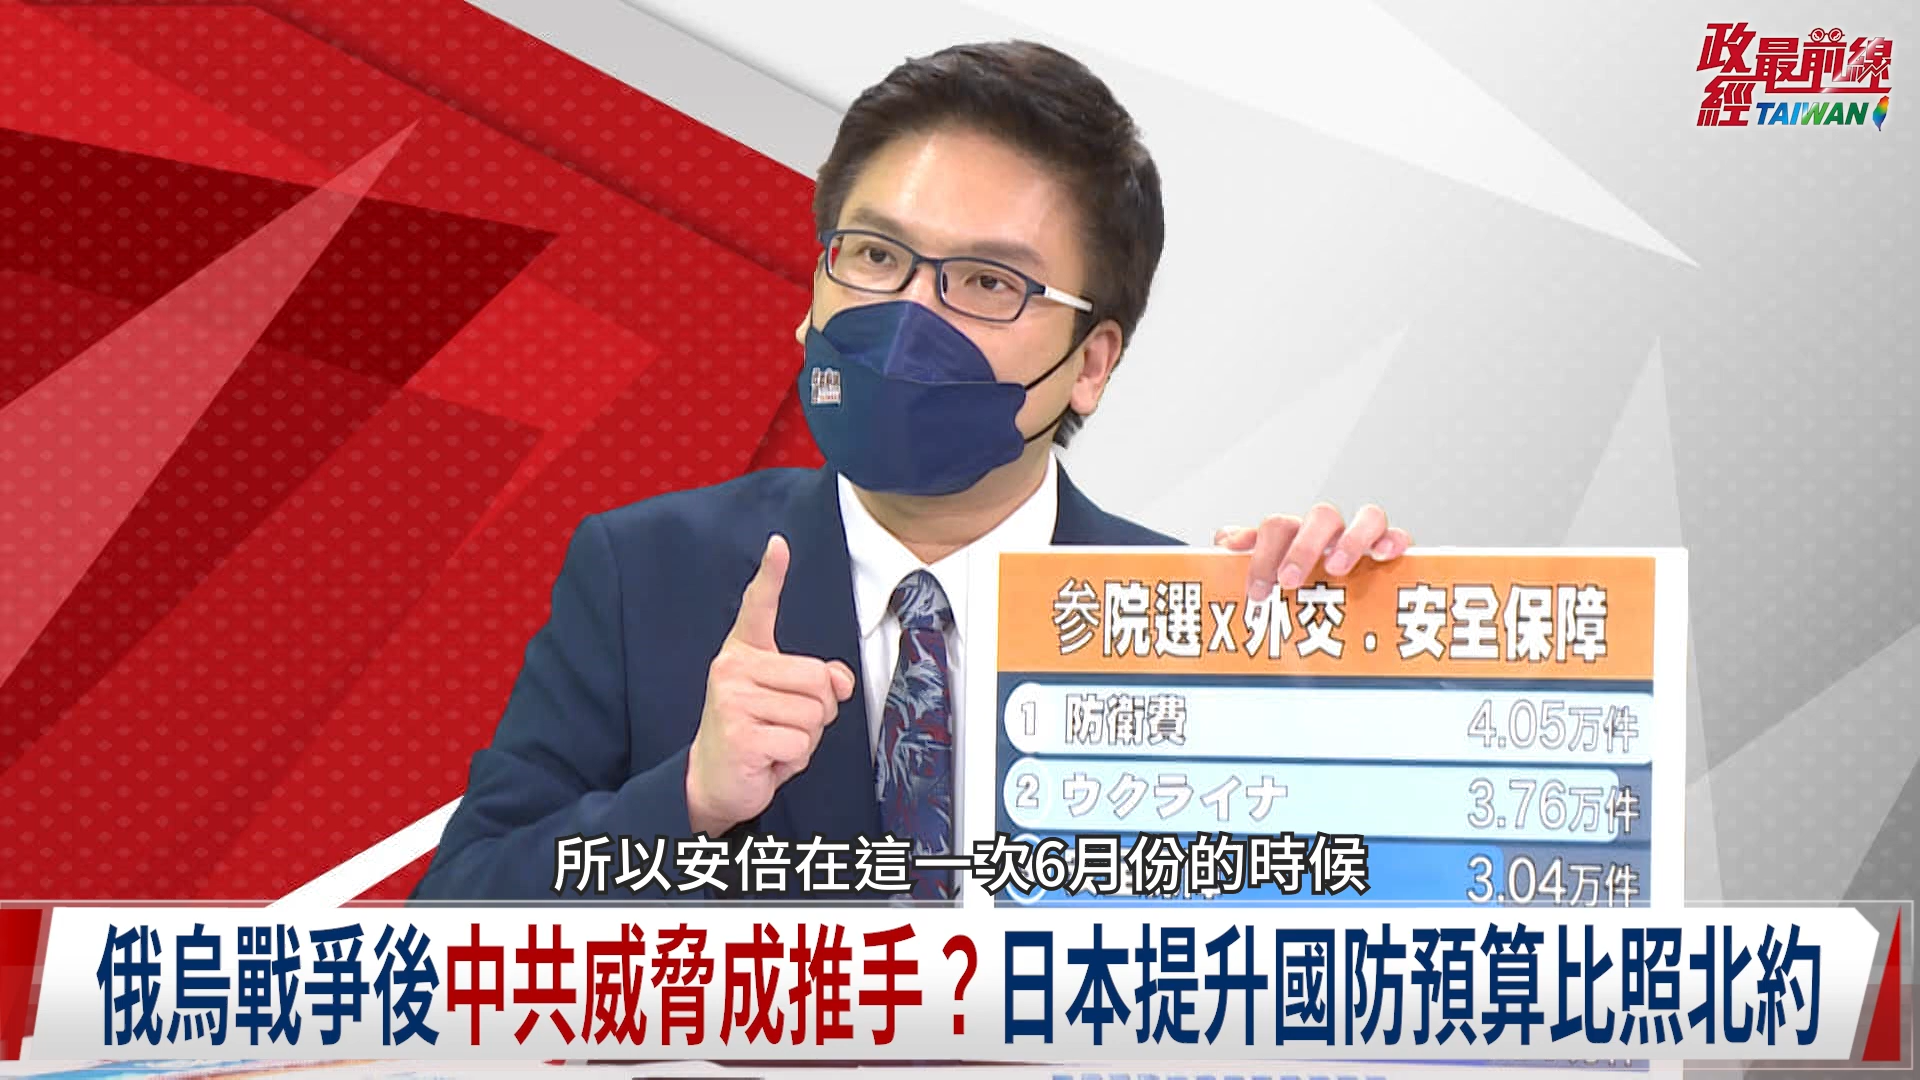 政經最前線
TAIWAN
参院選x外交．安全保障
1 防衛費 4.05万件
2 ウクライナ 3.76万件
3.04万件
所以安倍在這一次6月份的時候
俄烏戰爭後中共威脅成推手？日本提升國防預算比照北約